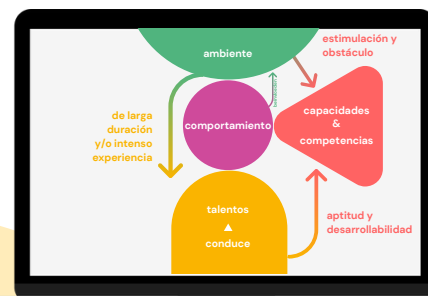 ambiente
estimulación y
obstáculo
de larga
duración
y/o intenso
experiencia
comportamiento
capacidades
&
competencias
talentos
conduce
aptitud y
desarrollabilidad